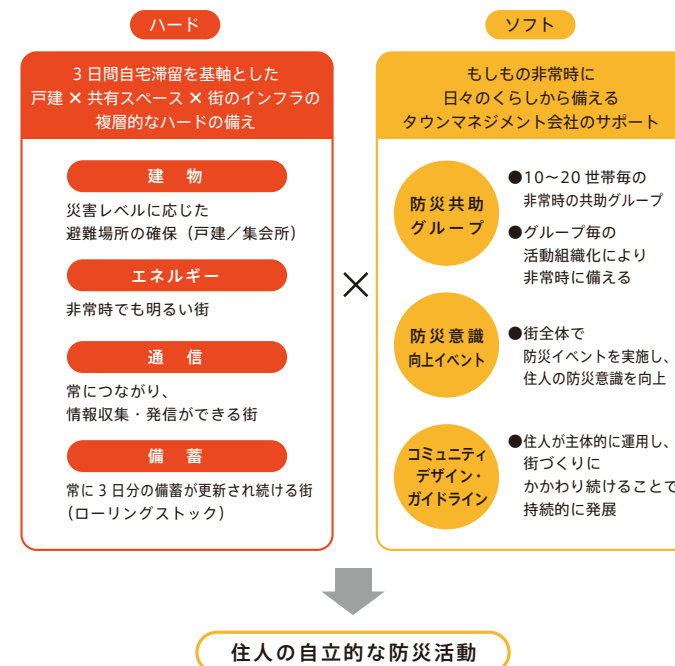 ハード
3日間自宅滞留を基軸とした
戸建 × 共有スペース × 街のインフラの
複層的なハードの備え
建 物
災害レベルに応じた
避難場所の確保（戸建／集会所）
エネルギー
非常時でも明るい街
通 信
常につながり、
情報収集・発信ができる街
備 蓄
常に3日分の備蓄が更新され続ける街
（ローリングストック）
×
ソフト
もしもの非常時に
日々のくらしから備える
タウンマネジメント会社のサポート
防災共助
グループ
●10～20世帯毎の
非常時の共助グループ
●グループ毎の
活動組織化により
非常時に備える
防災意識
向上イベント
●街全体で
防災イベントを実施し、
住人の防災意識を向上
コミュニティ
デザイン・
ガイドライン
●住人が主体的に運用し、
街づくりに
かかわり続けることで
持続的に発展
住人の自立的な防災活動